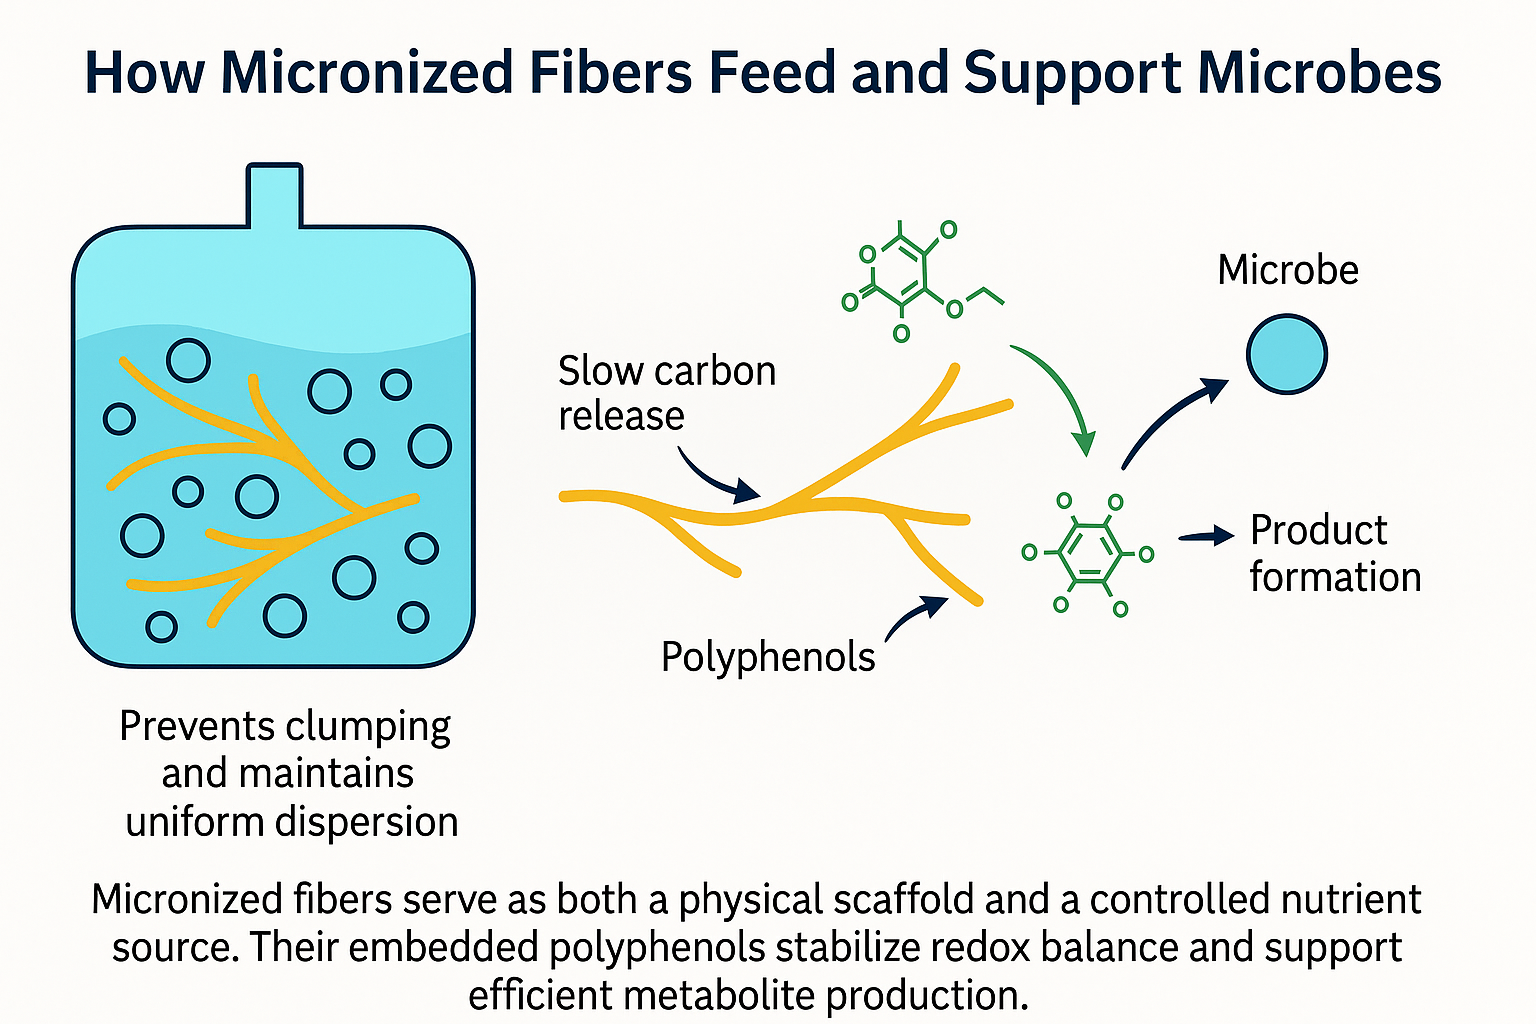 How Micronized Fibers Feed and Support Microbes
O
O
O
O
O
Microbe
Slow carbon
release
O
O
O
O
O
O
Product
formation
Polyphenols
Prevents clumping
and maintains
uniform dispersion
Micronized fibers serve as both a physical scaffold and a controlled nutrient
source. Their embedded polyphenols stabilize redox balance and support
efficient metabolite production.